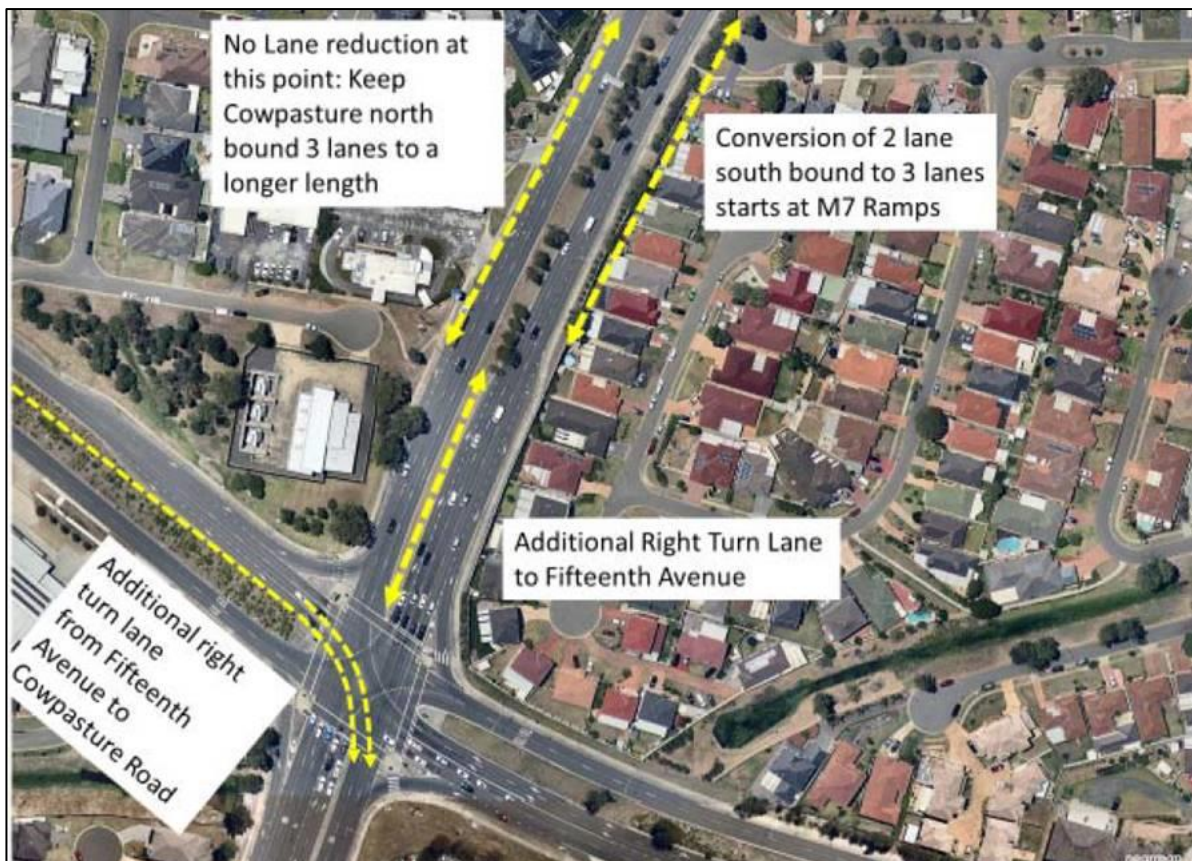 No Lane reduction at
this point: Keep
Cowpasture north
bound 3 lanes to a
longer length
Conversion of 2 lane
south bound to 3 lanes
starts at M7 Ramps
Additional Right Turn Lane
to Fifteenth Avenue
Additional right
turn lane
from Fifteenth
Avenue to
Cowpasture Road
nearmap